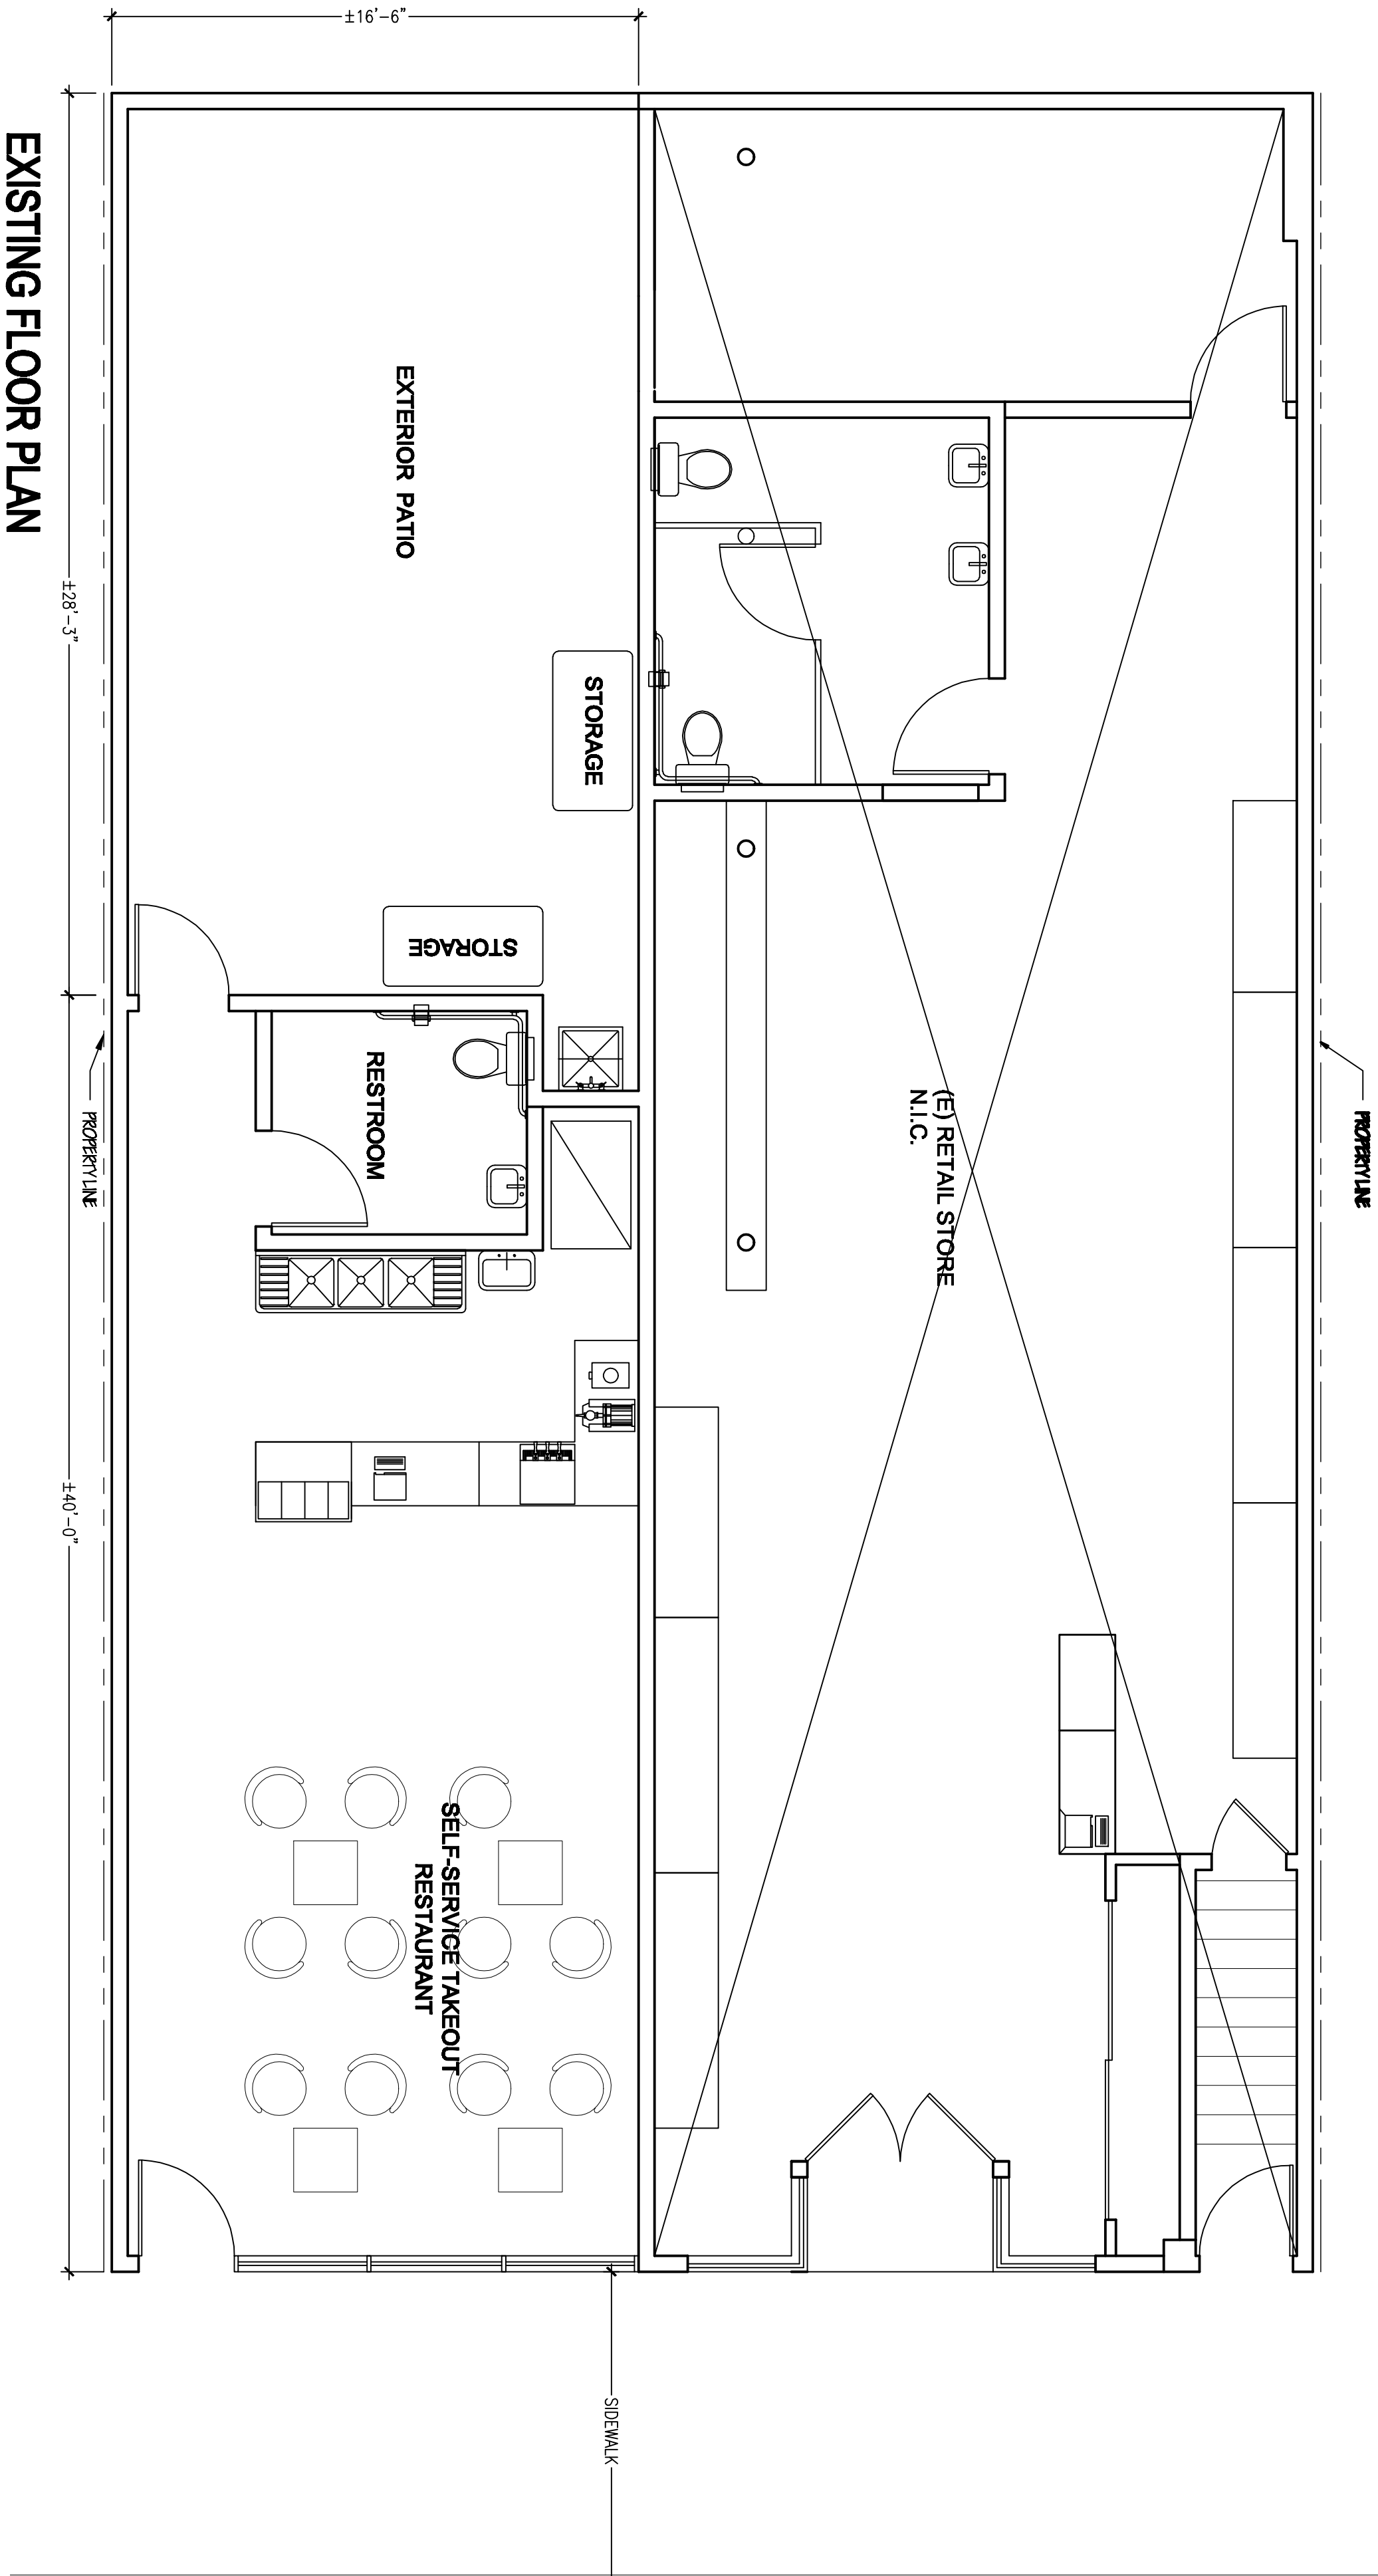 ±16'-6"
EXISTING FLOOR PLAN
±28'-3"
±40'-0"
EXTERIOR PATIO
STORAGE
STORAGE
RESTROOM
PROPERTY LINE
PROPERTY LINE
(E) RETAIL STORE
N.I.C.
SELF-SERVICE TAKEOUT
RESTAURANT
SIDEWALK